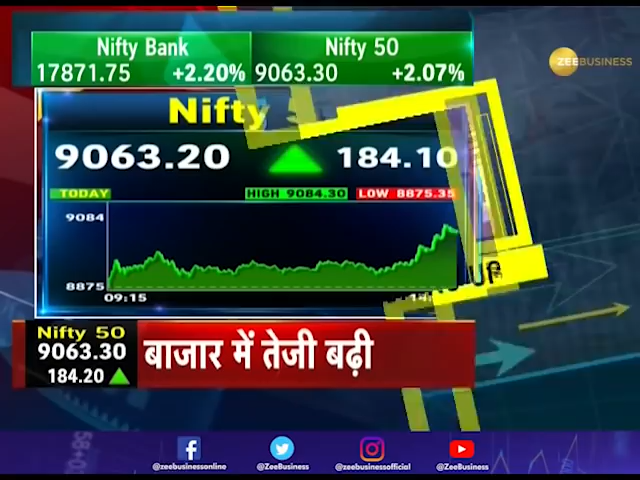 Nifty Bank
17871.75 +2.20%
Nifty 50
9063.30 +2.07%
ZEEBUSINESS
Nifty
9063.20 184.10
TODAY HIGH 9084.30 LOW 8875.35
9084
8875
09:15
Nifty 50
9063.30
184.20
बाजार में तेजी बढ़ी
@zeebusinessonline @ZeeBusiness @zeebusinessofficial @ZeeBusiness